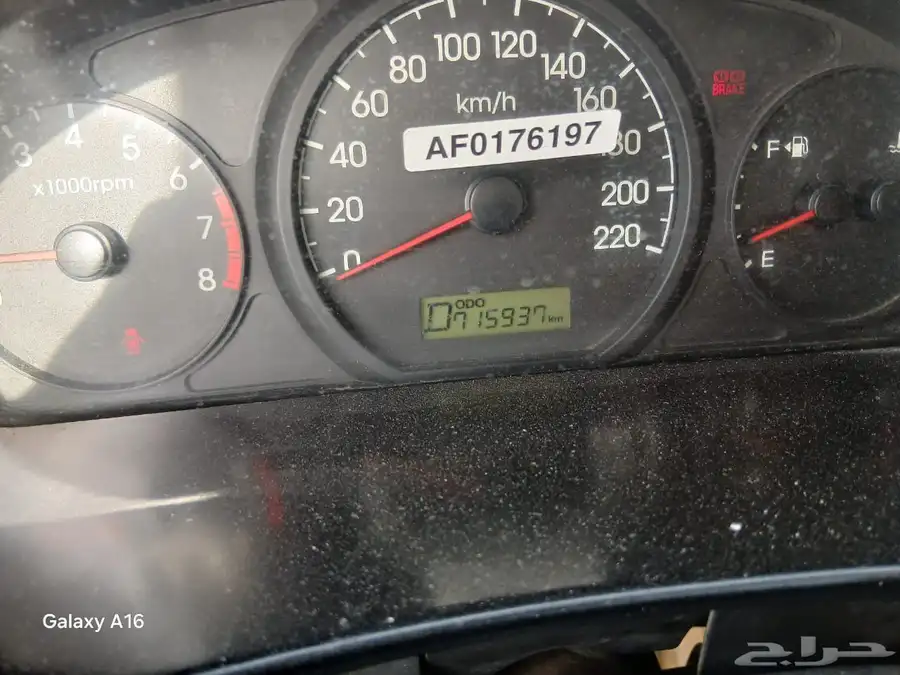 3 4 5 6 7 8
x1000rpm
0 20 40 60 80 100 120 140 160 200 220
km/h
AF0176197
ODO
D 715937 km
BRAKE
F
E
Galaxy A16
حراج